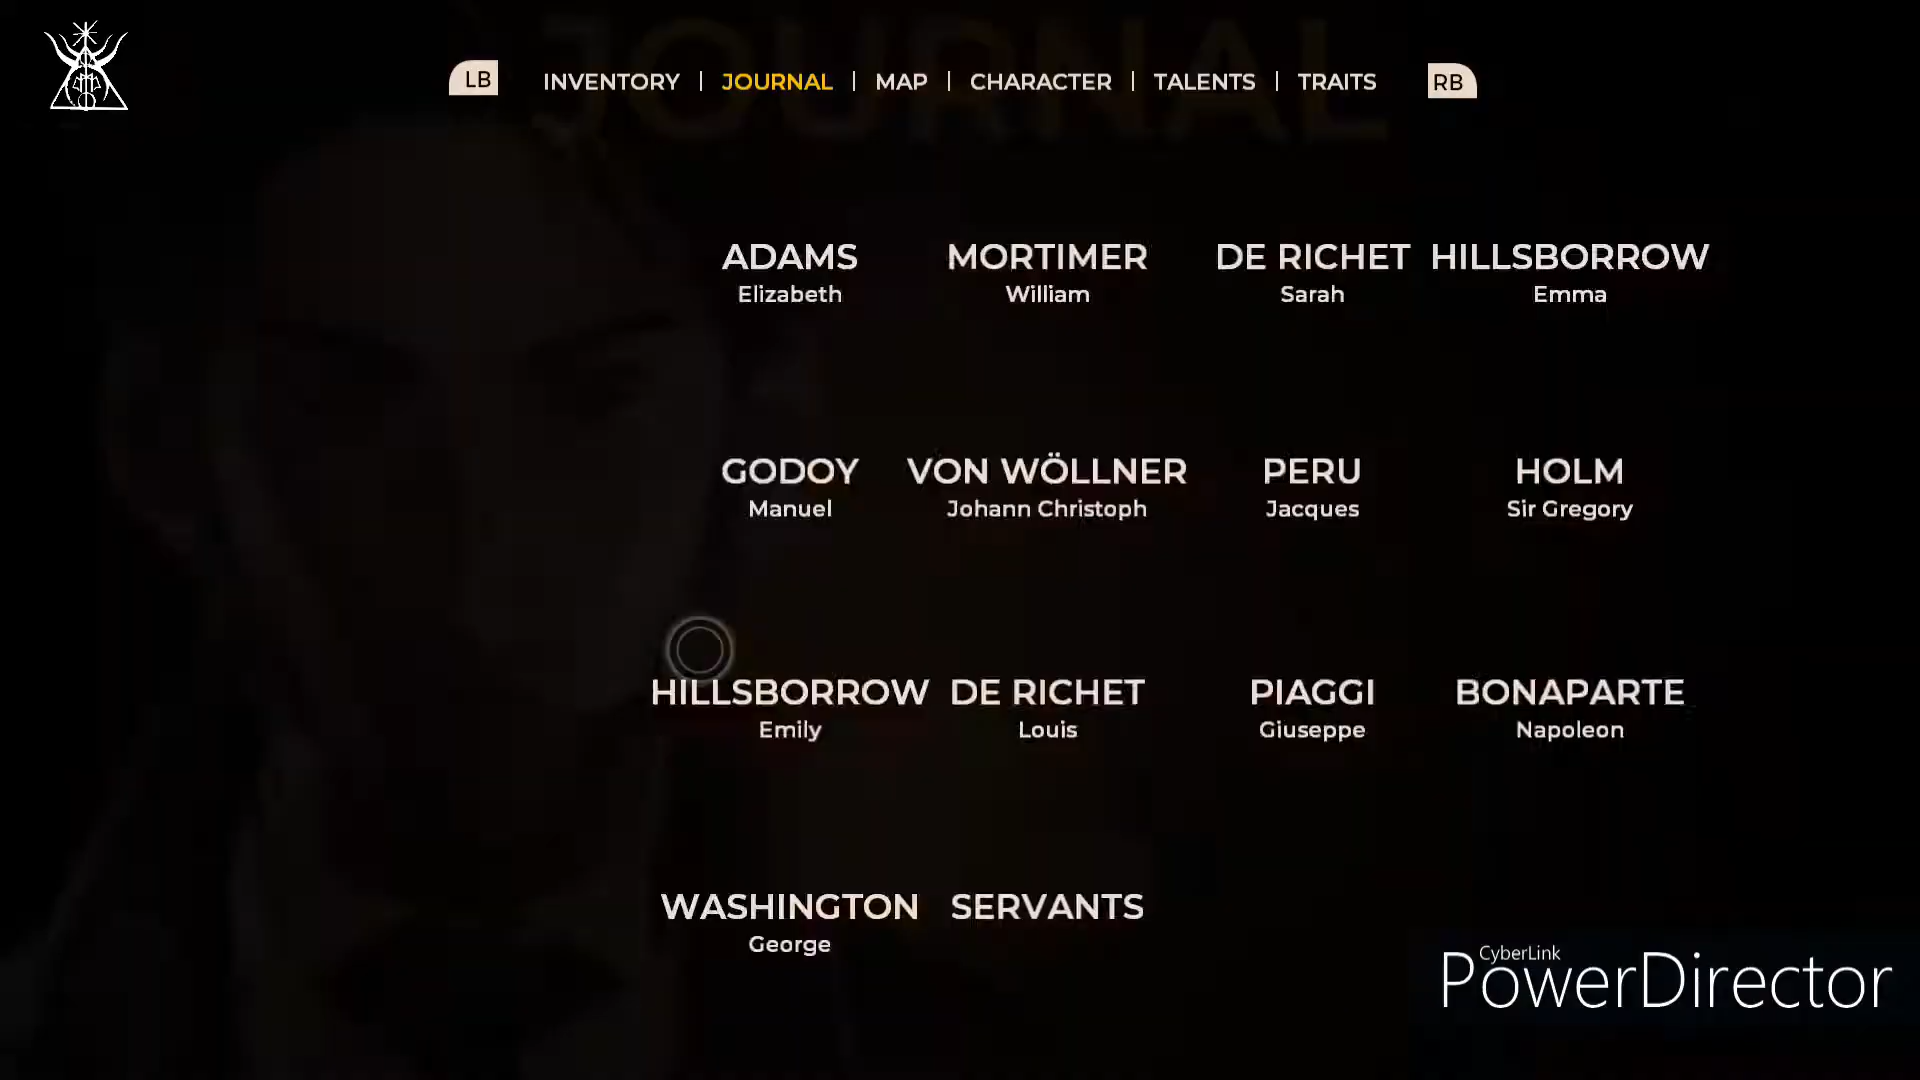 JOURNAL
LB INVENTORY | JOURNAL | MAP | CHARACTER | TALENTS | TRAITS RB
ADAMS MORTIMER DE RICHET HILLSBORROW
Elizabeth William Sarah Emma
GODOY VON WÖLLNER PERU HOLM
Manuel Johann Christoph Jacques Sir Gregory
HILLSBORROW DE RICHET PIAGGI BONAPARTE
Emily Louis Giuseppe Napoleon
WASHINGTON SERVANTS
George
CyberLink
PowerDirector